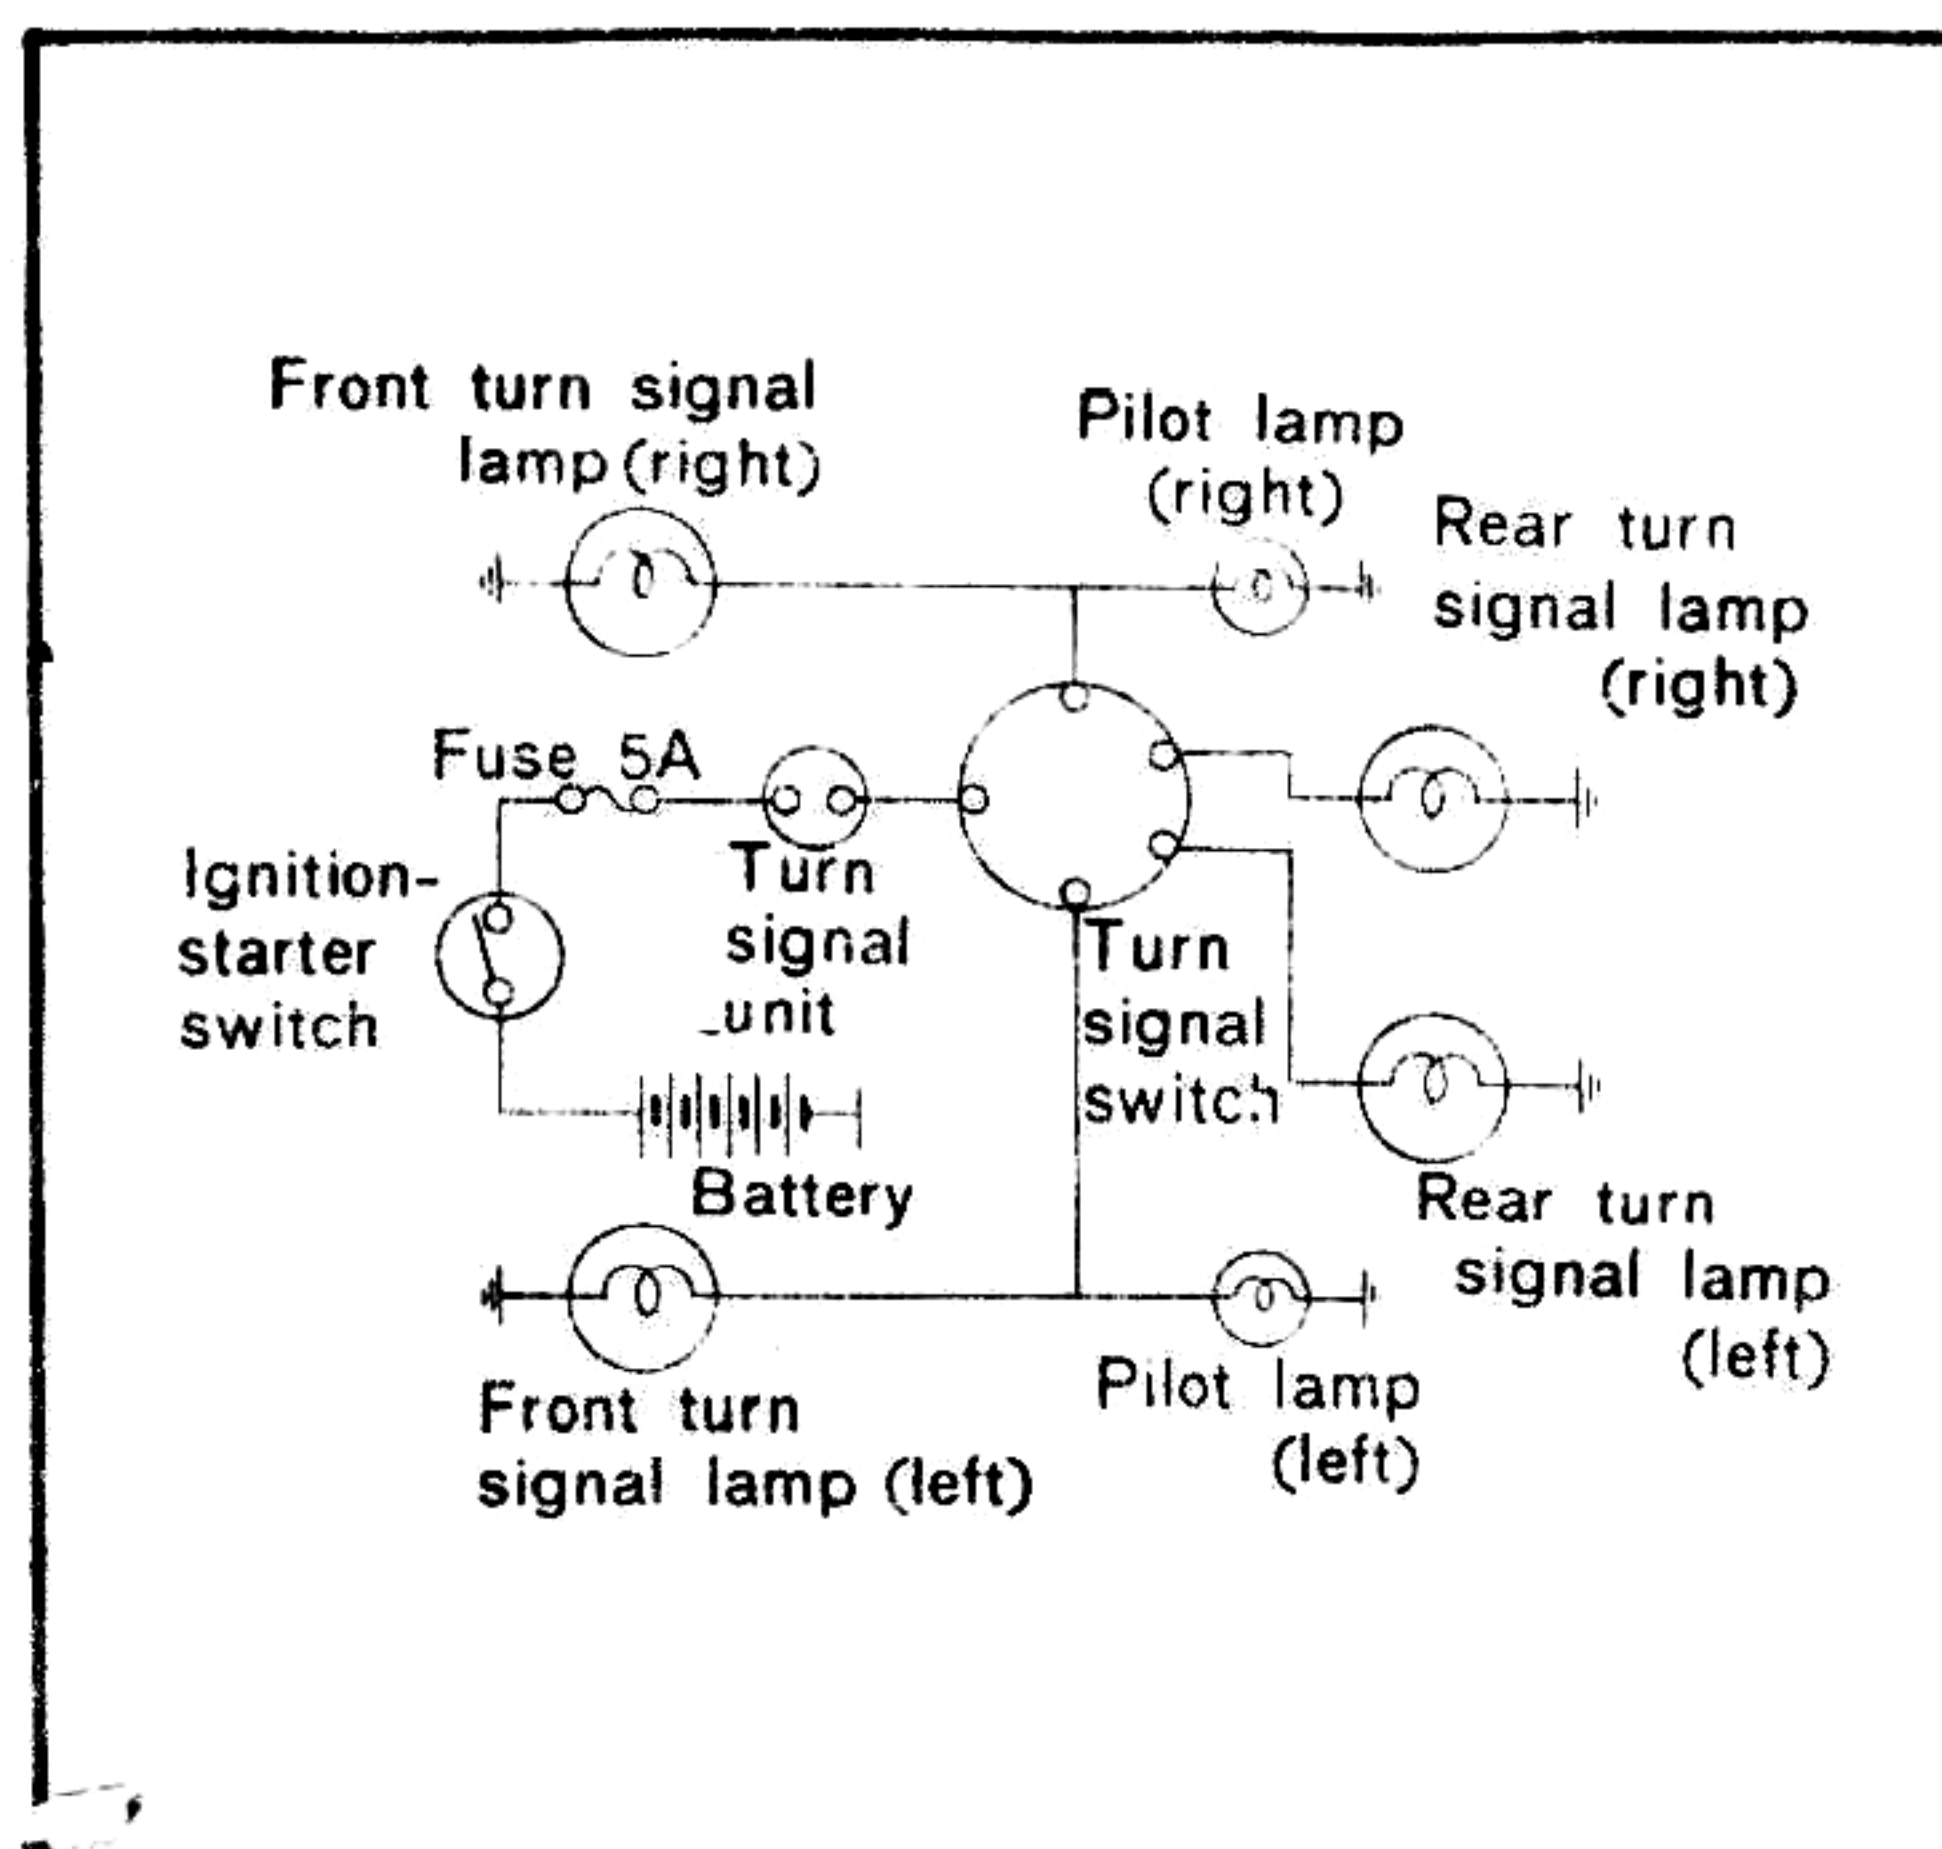 Front turn signal
lamp (right)
Pilot lamp
(right)
Rear turn
signal lamp
(right)
Fuse 5A
Ignition-
starter
switch
Turn
signal
unit
Turn
signal
switch
Battery
Rear turn
signal lamp
(left)
Front turn
signal lamp (left)
Pilot lamp
(left)